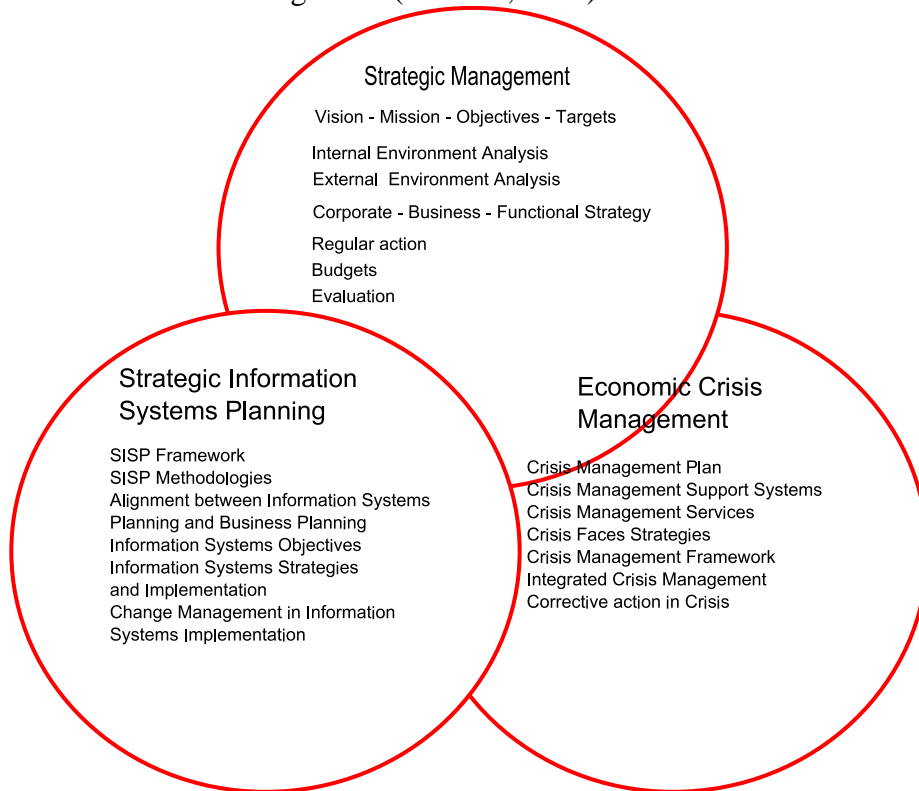 Strategic Management
Vision - Mission - Objectives - Targets
Internal Environment Analysis
External Environment Analysis
Corporate - Business - Functional Strategy
Regular action
Budgets
Evaluation
Strategic Information
Systems Planning
SISP Framework
SISP Methodologies
Alignment between Information Systems
Planning and Business Planning
Information Systems Objectives
Information Systems Strategies
and Implementation
Change Management in Information
Systems Implementation
Economic Crisis
Management
Crisis Management Plan
Crisis Management Support Systems
Crisis Management Services
Crisis Faces Strategies
Crisis Management Framework
Integrated Crisis Management
Corrective action in Crisis